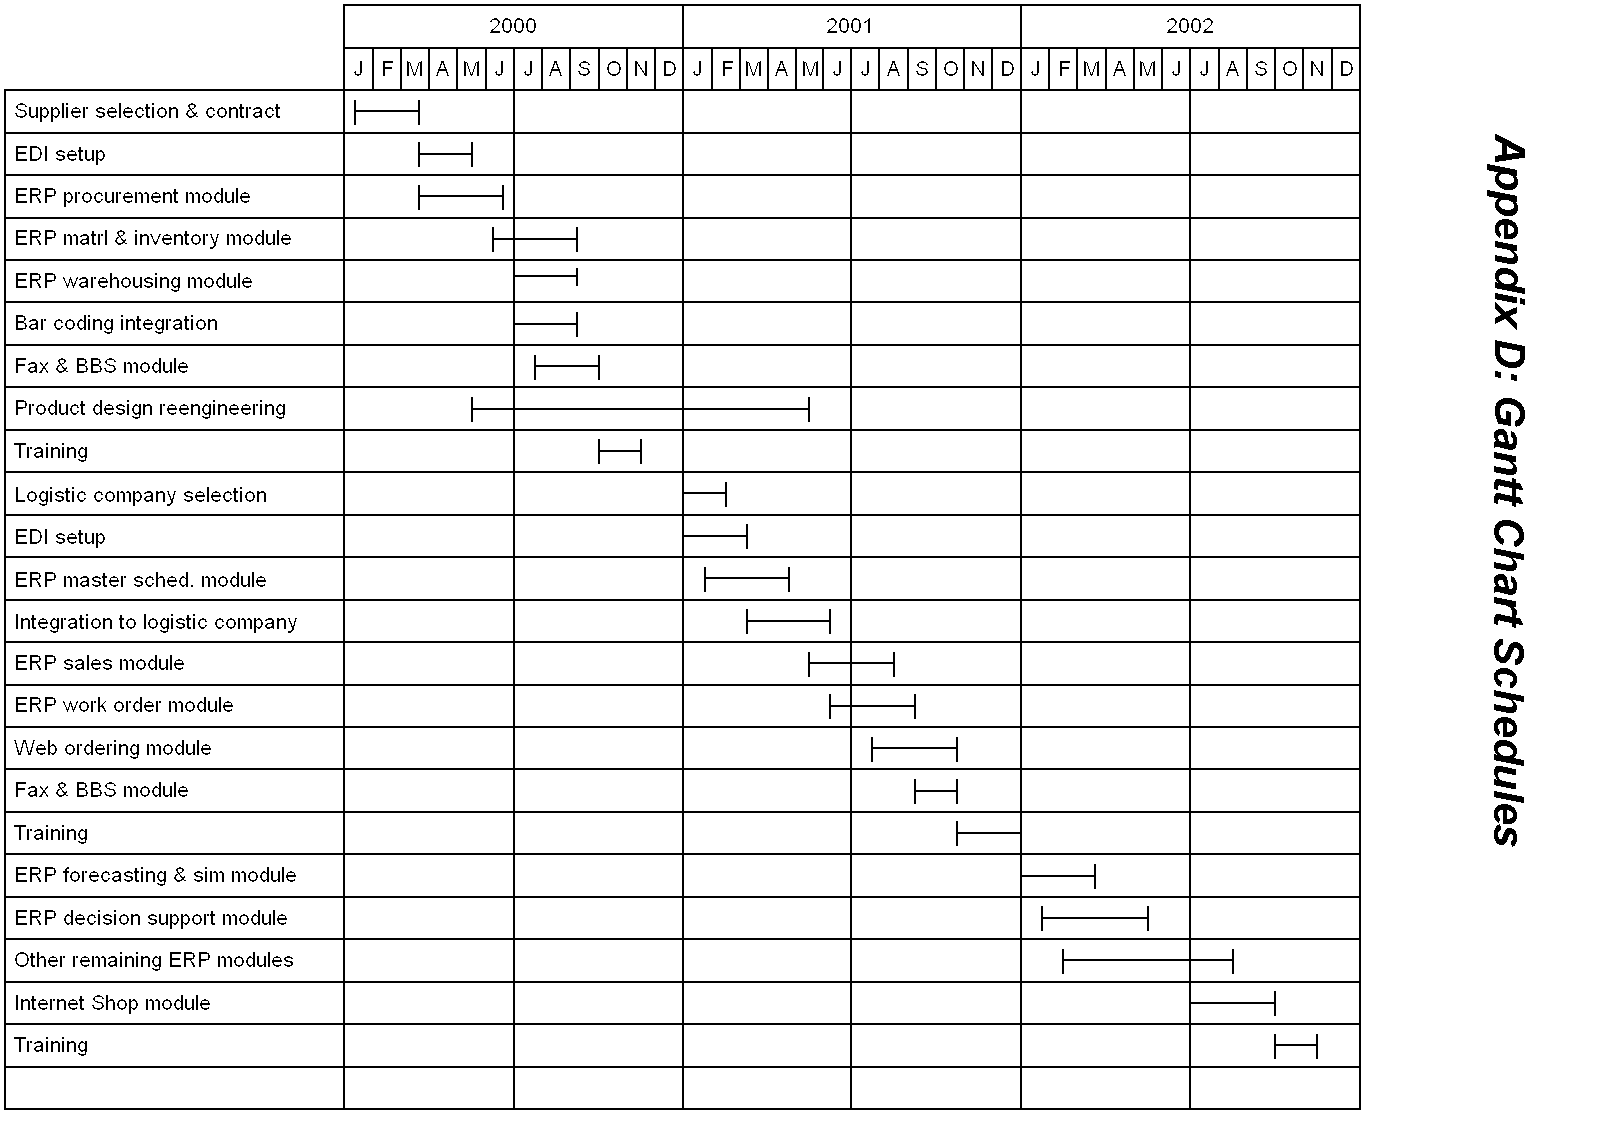 2000 2001 2002
J F M A M J J A S O N D J F M A M J J A S O N D J F M A M J J A S O N D
Supplier selection & contract
EDI setup
ERP procurement module
ERP matrl & inventory module
ERP warehousing module
Bar coding integration
Fax & BBS module
Product design reengineering
Training
Logistic company selection
EDI setup
ERP master sched. module
Integration to logistic company
ERP sales module
ERP work order module
Web ordering module
Fax & BBS module
Training
ERP forecasting & sim module
ERP decision support module
Other remaining ERP modules
Internet Shop module
Training
Appendix D: Gantt Chart Schedules